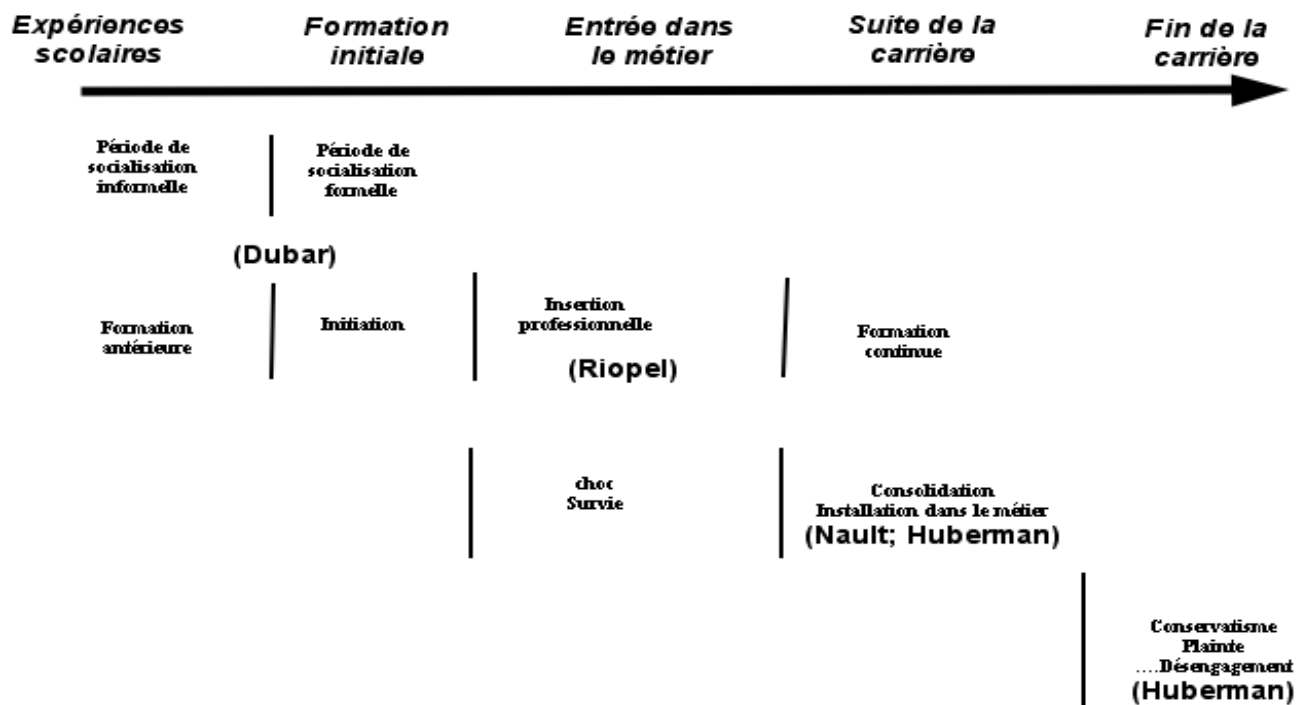 Expériences
scolaires
Formation
initiale
Entrée dans
le métier
Suite de la
carrière
Fin de la
carrière
Période de
socialisation
informelle
Période de
socialisation
formelle
(Dubar)
Formation
antérieure
Initiation
Insertion
professionnelle
(Riopel)
Formation
continue
choc
Survie
Consolidation
Installation dans le métier
(Nault; Huberman)
Conservatisme
Plainte
....Désengagement
(Huberman)